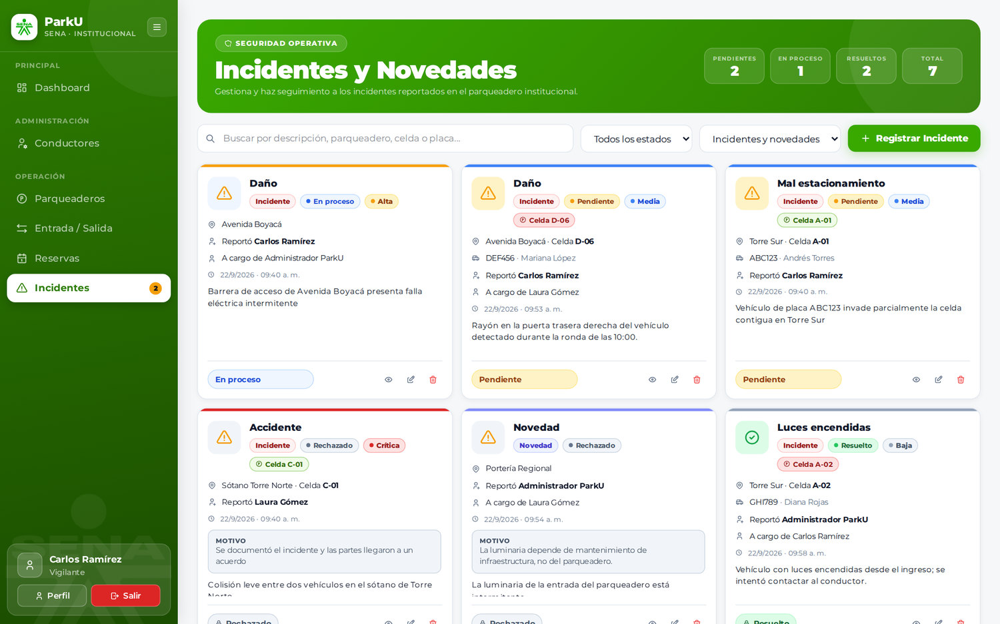 SENA
ParkU
SENA · INSTITUCIONAL
PRINCIPAL
Dashboard
ADMINISTRACIÓN
Conductores
OPERACIÓN
Parqueaderos
Entrada / Salida
Reservas
Incidentes
2
SENA
Carlos Ramírez
Vigilante
Perfil
Salir
SEGURIDAD OPERATIVA
Incidentes y Novedades
Gestiona y haz seguimiento a los incidentes reportados en el parqueadero institucional.
PENDIENTES
2
EN PROCESO
1
RESUELTOS
2
TOTAL
7
Buscar por descripción, parqueadero, celda o placa...
Todos los estados
Incidentes y novedades
+ Registrar Incidente
Daño
Incidente
En proceso
Alta
Avenida Boyacá
Reportó Carlos Ramírez
A cargo de Administrador ParkU
22/9/2026 · 09:40 a. m.
Barrera de acceso de Avenida Boyacá presenta falla
eléctrica intermitente
En proceso
Daño
Incidente
Pendiente
Media
Celda D-06
Avenida Boyacá · Celda D-06
DEF456 · Mariana López
Reportó Carlos Ramírez
A cargo de Laura Gómez
22/9/2026 · 09:53 a. m.
Rayón en la puerta trasera derecha del vehículo
detectado durante la ronda de las 10:00.
Pendiente
Mal estacionamiento
Incidente
Pendiente
Media
Celda A-01
Torre Sur · Celda A-01
ABC123 · Andrés Torres
Reportó Carlos Ramírez
22/9/2026 · 09:40 a. m.
Vehículo de placa ABC123 invade parcialmente la celda
contigua en Torre Sur
Pendiente
Accidente
Incidente
Rechazado
Crítica
Celda C-01
Sótano Torre Norte · Celda C-01
Reportó Laura Gómez
22/9/2026 · 09:40 a. m.
MOTIVO
Se documentó el incidente y las partes llegaron a un
acuerdo
Colisión leve entre dos vehículos en el sótano de Torre
Norte
Rechazado
Novedad
Novedad
Rechazado
Portería Regional
Reportó Administrador ParkU
A cargo de Laura Gómez
22/9/2026 · 09:54 a. m.
MOTIVO
La luminaria depende de mantenimiento de
infraestructura, no del parqueadero.
La luminaria de la entrada del parqueadero está
Rechazado
Luces encendidas
Incidente
Resuelto
Baja
Celda A-02
Torre Sur · Celda A-02
GHI789 · Diana Rojas
Reportó Administrador ParkU
A cargo de Carlos Ramírez
22/9/2026 · 09:58 a. m.
Vehículo con luces encendidas desde el ingreso; se
intentó contactar al conductor.
Resuelto